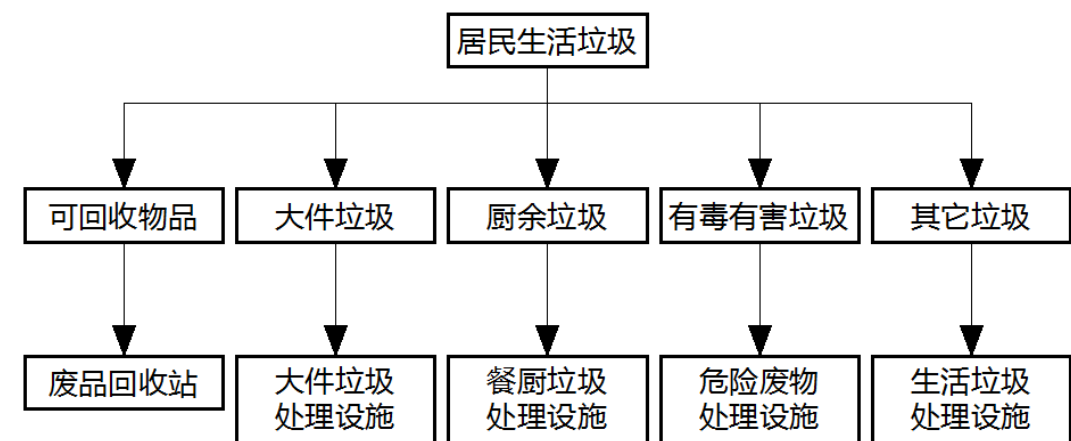 居民生活垃圾
可回收物品
大件垃圾
厨余垃圾
有毒有害垃圾
其它垃圾
废品回收站
大件垃圾
处理设施
餐厨垃圾
处理设施
危险废物
处理设施
生活垃圾
处理设施